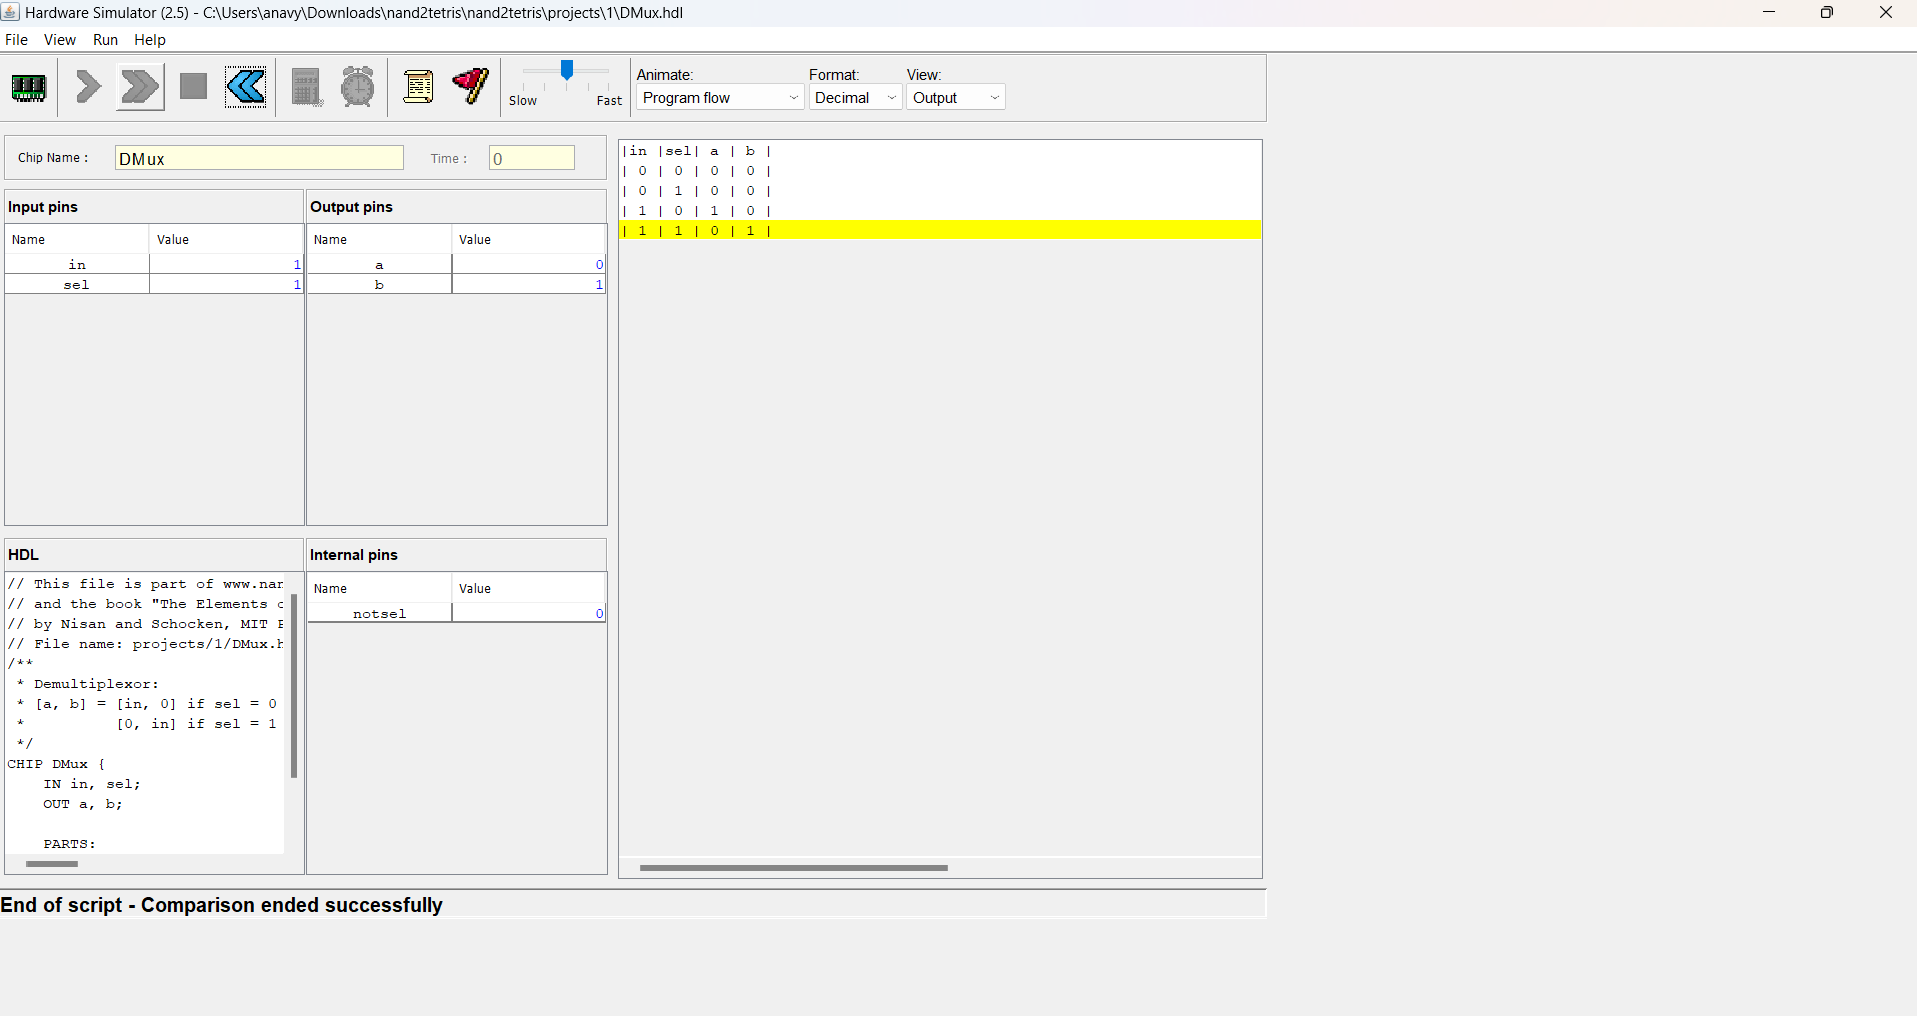 Hardware Simulator (2.5) - C:\Users\anavy\Downloads\nand2tetris\nand2tetris\projects\1\DMux.hdl
File View Run Help
Slow Fast
Animate: Format: View:
Program flow Decimal Output
Chip Name : DMux Time : 0
Input pins
Name Value
in 1
sel 1
Output pins
Name Value
a 0
b 1
|in |sel| a | b |
| 0 | 0 | 0 | 0 |
| 0 | 1 | 0 | 0 |
| 1 | 0 | 1 | 0 |
| 1 | 1 | 0 | 1 |
HDL
// This file is part of www.nan
// and the book "The Elements
// by Nisan and Schocken, MIT
// File name: projects/1/DMux.h
/**
* Demultiplexor:
* [a, b] = [in, 0] if sel = 0
* [0, in] if sel = 1
*/
CHIP DMux {
IN in, sel;
OUT a, b;
PARTS:
Internal pins
Name Value
notsel 0
End of script - Comparison ended successfully